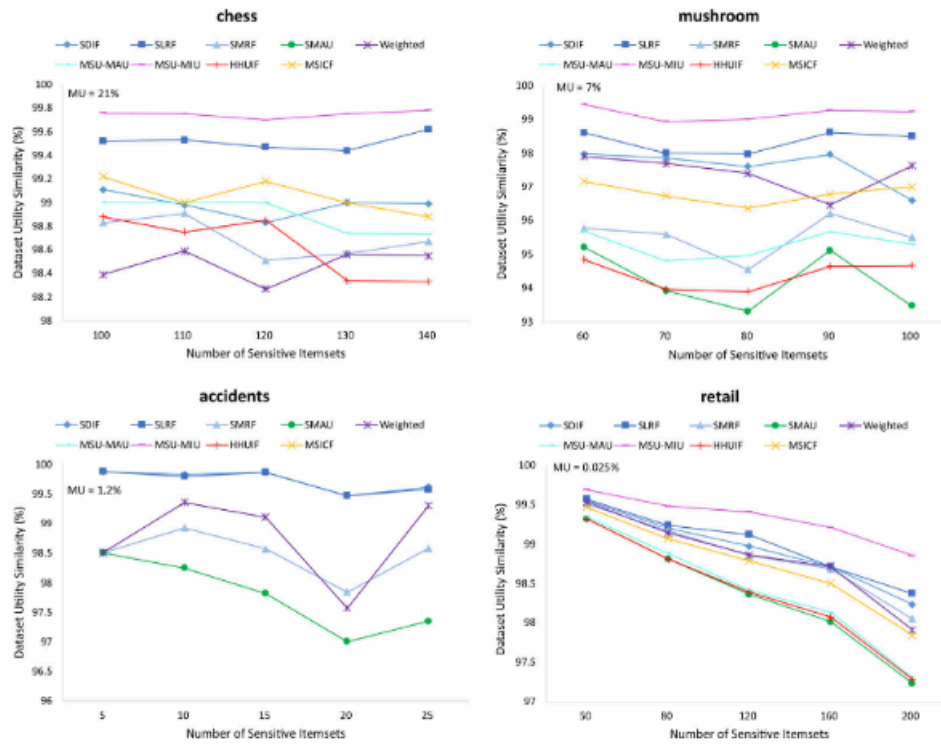 chess
SDIF SLRF SMRF SMAU Weighted
MSU-MAU MSU-MIU HHUIF MSICF
MU = 21%
Dataset Utility Similarity (%)
100
99.8
99.6
99.4
99.2
99
98.8
98.6
98.4
98.2
98
100 110 120 130 140
Number of Sensitive Itemsets
mushroom
SDIF SLRF SMRF SMAU Weighted
MSU-MAU MSU-MIU HHUIF MSICF
MU = 7%
Dataset Utility Similarity (%)
100
99
98
97
96
95
94
93
60 70 80 90 100
Number of Sensitive Itemsets
accidents
SDIF SLRF SMRF SMAU Weighted
MSU-MAU MSU-MIU HHUIF MSICF
MU = 1.2%
Dataset Utility Similarity (%)
100
99.5
99
98.5
98
97.5
97
96.5
96
5 10 15 20 25
Number of Sensitive Itemsets
retail
SDIF SLRF SMRF SMAU Weighted
MSU-MAU MSU-MIU HHUIF MSICF
MU = 0.025%
Dataset Utility Similarity (%)
100
99.5
99
98.5
98
97.5
97
50 80 120 160 200
Number of Sensitive Itemsets